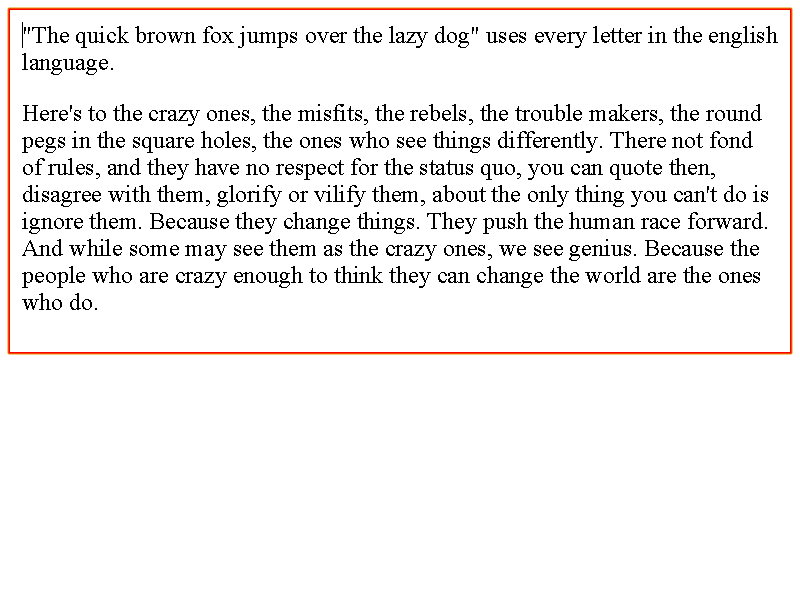 "The quick brown fox jumps over the lazy dog" uses every letter in the english
language.
Here's to the crazy ones, the misfits, the rebels, the trouble makers, the round
pegs in the square holes, the ones who see things differently. There not fond
of rules, and they have no respect for the status quo, you can quote then,
disagree with them, glorify or vilify them, about the only thing you can't do is
ignore them. Because they change things. They push the human race forward.
And while some may see them as the crazy ones, we see genius. Because the
people who are crazy enough to think they can change the world are the ones
who do.